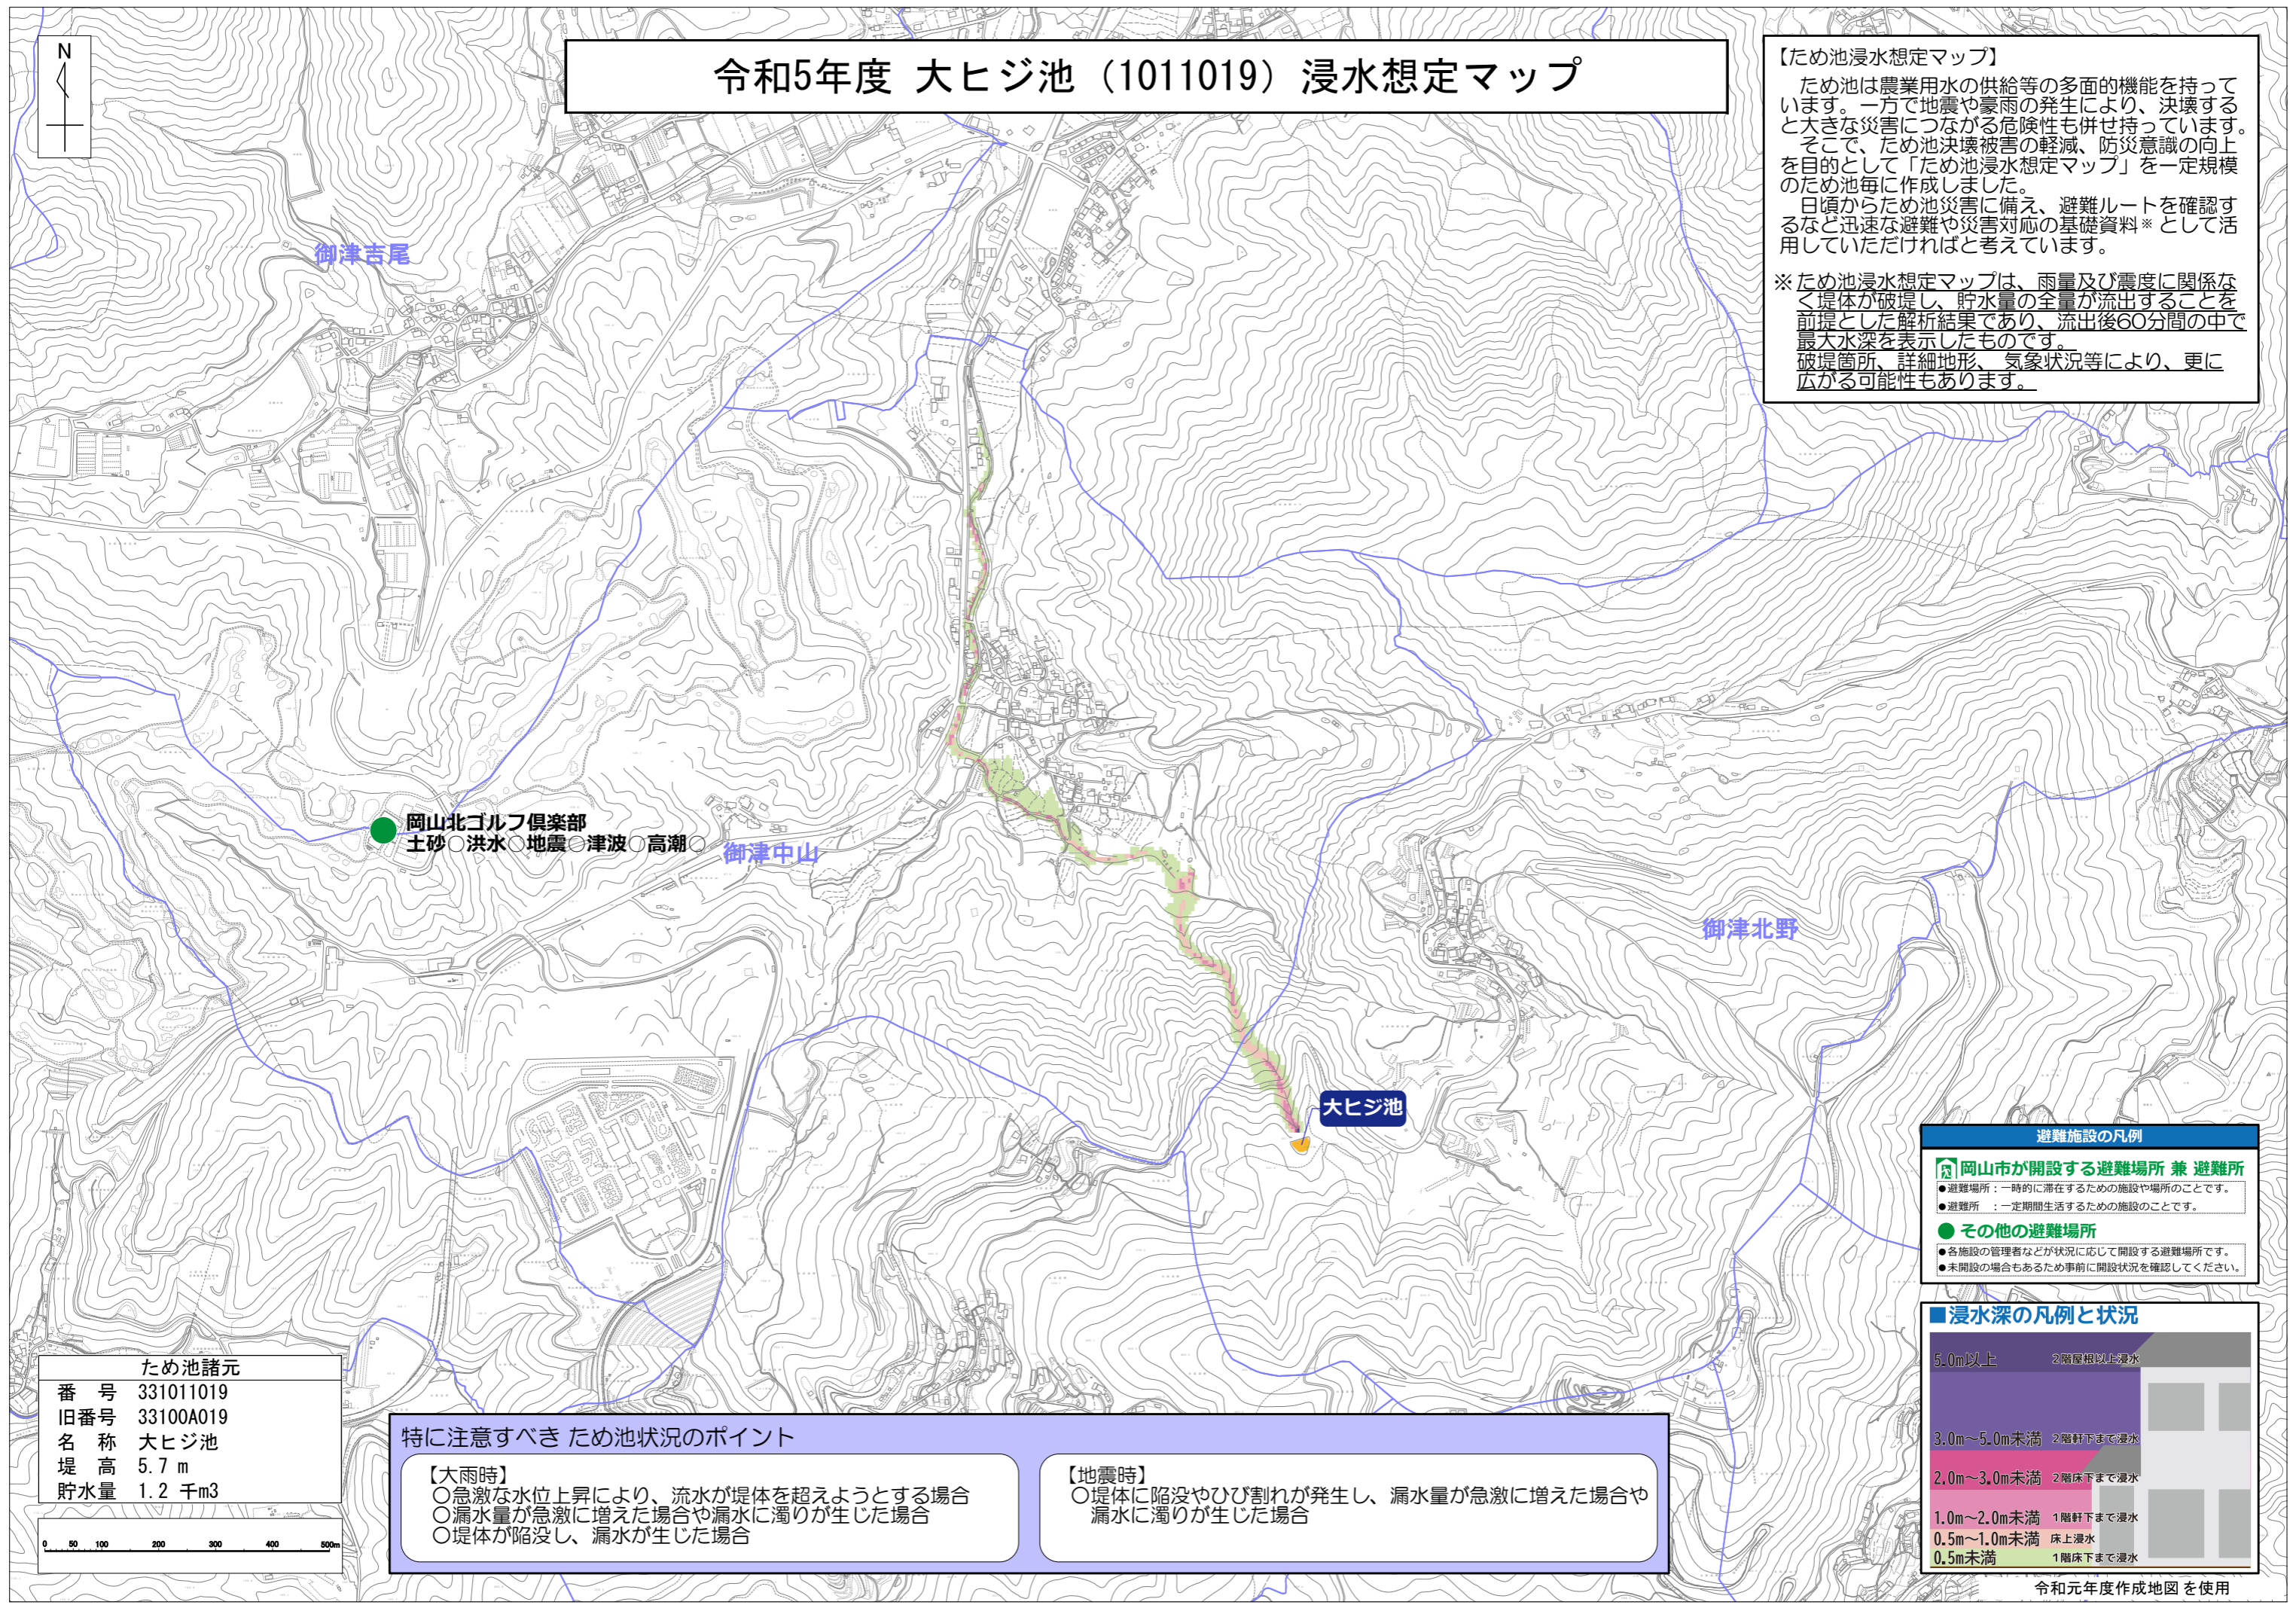 N
令和5年度 大ヒジ池（1011019）浸水想定マップ
【ため池浸水想定マップ】
ため池は農業用水の供給等の多面的機能を持って
います。一方で地震や豪雨の発生により、決壊する
と大きな災害につながる危険性も併せ持っています。
そこで、ため池決壊被害の軽減、防災意識の向上
を目的として「ため池浸水想定マップ」を一定規模
のため池毎に作成しました。
日頃からため池災害に備え、避難ルートを確認す
るなど迅速な避難や災害対応の基礎資料※として活
用していただければと考えています。
※ため池浸水想定マップは、雨量及び震度に関係な
く堤体が破堤し、貯水量の全量が流出することを
前提とした解析結果であり、流出後60分間の中で
最大水深を表示したものです。
破堤箇所、詳細地形、気象状況等により、更に
広がる可能性もあります。
御津吉尾
岡山北ゴルフ倶楽部
土砂○洪水○地震○津波○高潮○
御津中山
御津北野
大ヒジ池
避難施設の凡例
岡山市が開設する避難場所 兼 避難所
●避難場所：一時的に滞在するための施設や場所のことです。
●避難所　：一定期間生活するための施設のことです。
● その他の避難場所
●各施設の管理者などが状況に応じて開設する避難場所です。
●未開設の場合もあるため事前に開設状況を確認してください。
■浸水深の凡例と状況
5.0m以上 2階屋根以上浸水
3.0m～5.0m未満 2階軒下まで浸水
2.0m～3.0m未満 2階床下まで浸水
1.0m～2.0m未満 1階軒下まで浸水
0.5m～1.0m未満 床上浸水
0.5m未満 1階床下まで浸水
令和元年度作成地図を使用
ため池諸元
番　号 331011019
旧番号 33100A019
名　称 大ヒジ池
堤　高 5.7 m
貯水量 1.2 千m3
0 50 100 200 300 400 500m
特に注意すべき ため池状況のポイント
【大雨時】
○急激な水位上昇により、流水が堤体を超えようとする場合
○漏水量が急激に増えた場合や漏水に濁りが生じた場合
○堤体が陥没し、漏水が生じた場合
【地震時】
○堤体に陥没やひび割れが発生し、漏水量が急激に増えた場合や
漏水に濁りが生じた場合